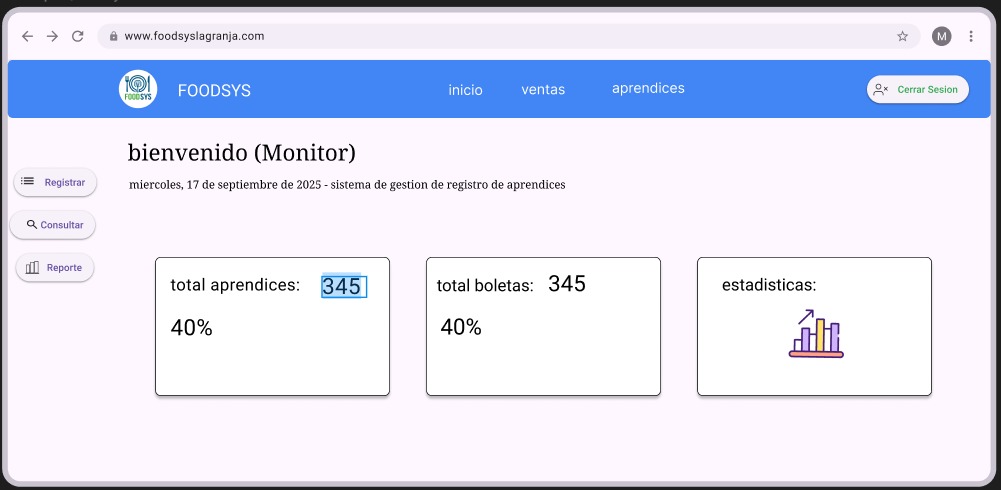 www.foodsyslagranja.com
M
FOODSYS
FOODSYS
inicio
ventas
aprendices
Cerrar Sesion
bienvenido (Monitor)
miercoles, 17 de septiembre de 2025 - sistema de gestion de registro de aprendices
Registrar
Consultar
Reporte
total aprendices: 345
40%
total boletas: 345
40%
estadisticas: